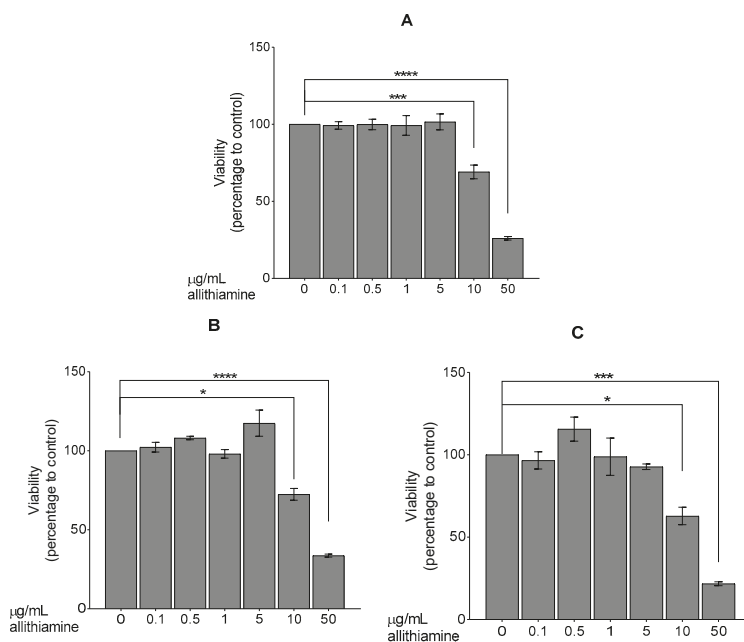 A
150
100
50
0
Viability
(percentage to control)
****
***
μg/mL
allithiamine
0 0.1 0.5 1 5 10 50
B
150
100
50
0
Viability
(percentage to control)
****
*
μg/mL
allithiamine
0 0.1 0.5 1 5 10 50
C
150
100
50
0
Viability
(percentage to control)
***
*
μg/mL
allithiamine
0 0.1 0.5 1 5 10 50